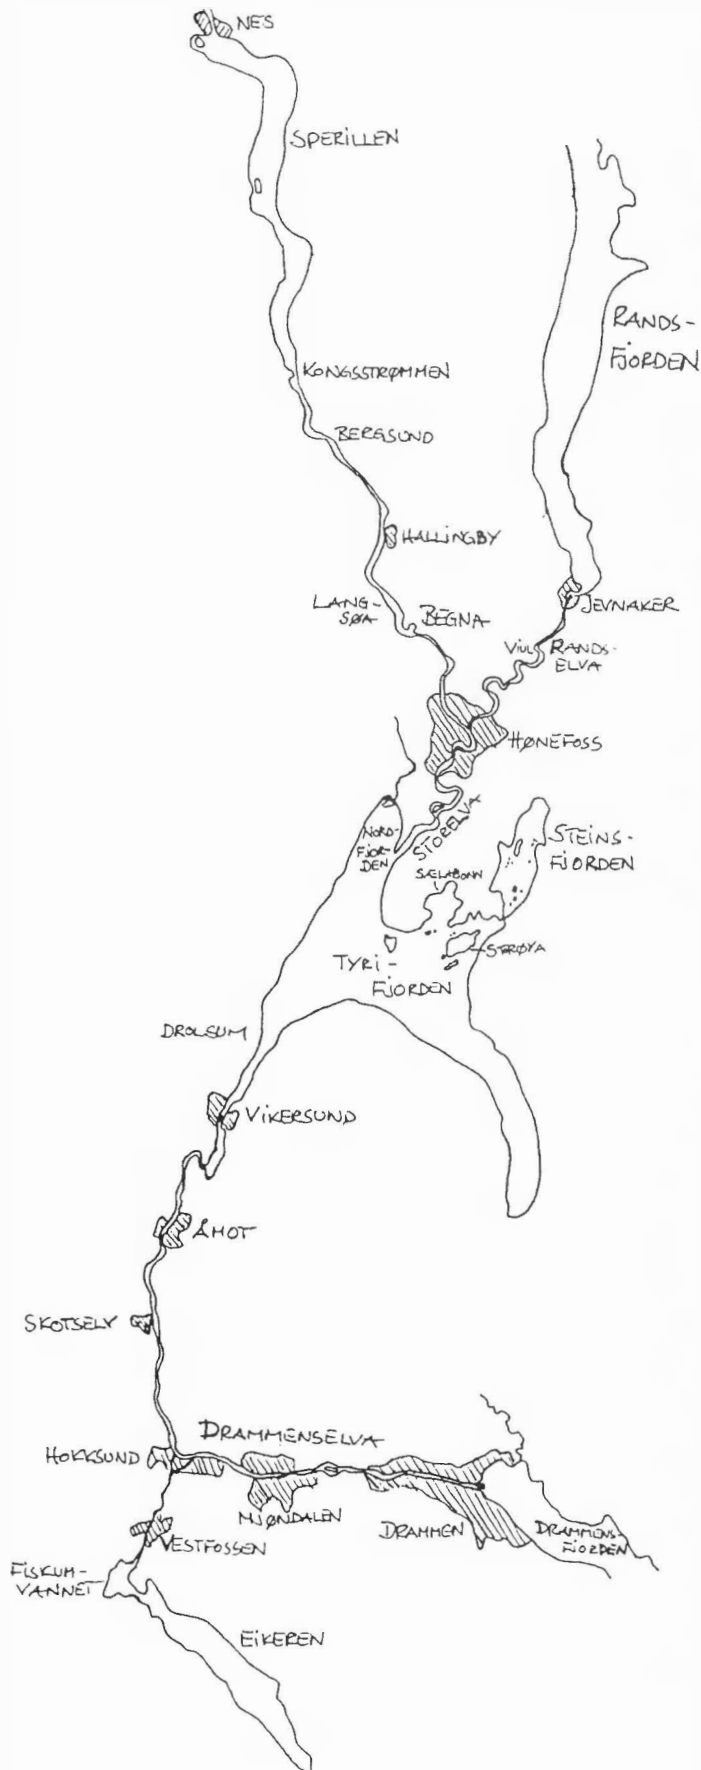 NES
SPERILLEN
RANDS-
FJORDEN
KONGSSTRØMMEN
BERGSUND
HALLINGBY
LANG-
SØA
BEGNA
JEVNAKER
VIUL
RANDS-
ELVA
HØNEFOSS
NORD-
FJOR-
DEN
STORELVA
STEINS-
FJORDEN
SÆLABONN
STORØYA
TYRI-
FJORDEN
DROLSUM
VIKERSUND
ÅMOT
SKOTSELV
DRAMMENSELVA
HOKKSUND
MJØNDALEN
DRAMMEN
DRAMMENS-
FJORDEN
VESTFOSSEN
FISKUM-
VANNET
EIKEREN